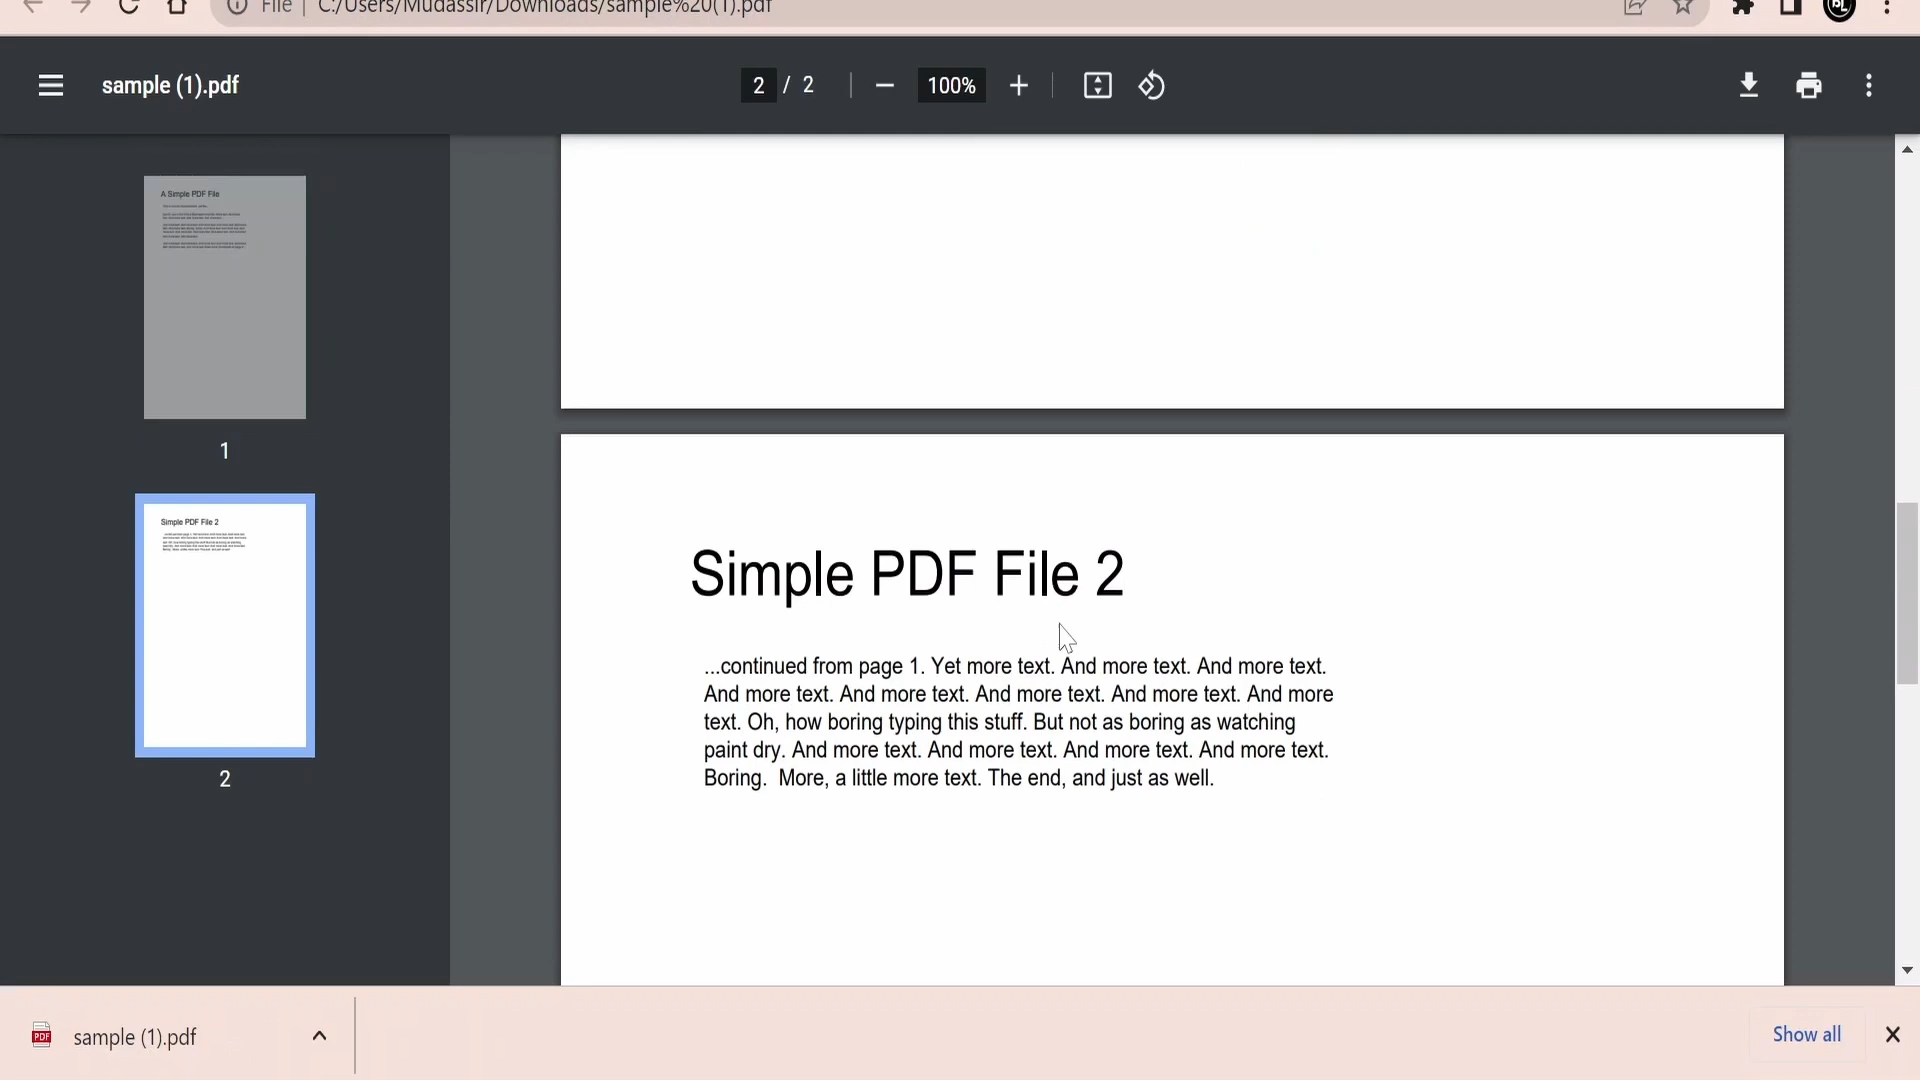 File | C:/Users/Mudassir/Downloads/sample%20(1).pdf
sample (1).pdf
2 / 2
100%
A Simple PDF File
1
Simple PDF File 2
2
Simple PDF File 2
...continued from page 1. Yet more text. And more text. And more text.
And more text. And more text. And more text. And more text. And more
text. Oh, how boring typing this stuff. But not as boring as watching
paint dry. And more text. And more text. And more text. And more text.
Boring.  More, a little more text. The end, and just as well.
PDF
sample (1).pdf
Show all